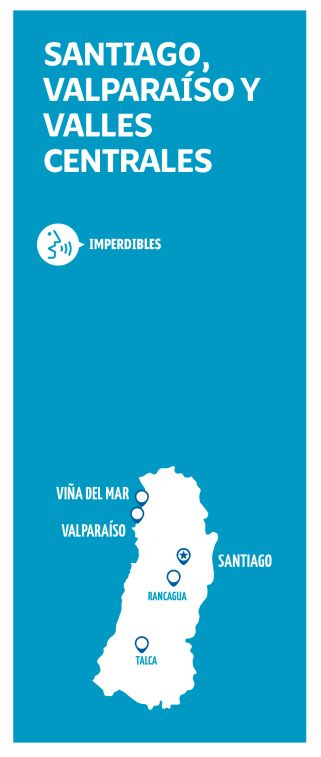 SANTIAGO,
VALPARAÍSO Y
VALLES
CENTRALES
IMPERDIBLES
VIÑA DEL MAR
VALPARAÍSO
SANTIAGO
RANCAGUA
TALCA